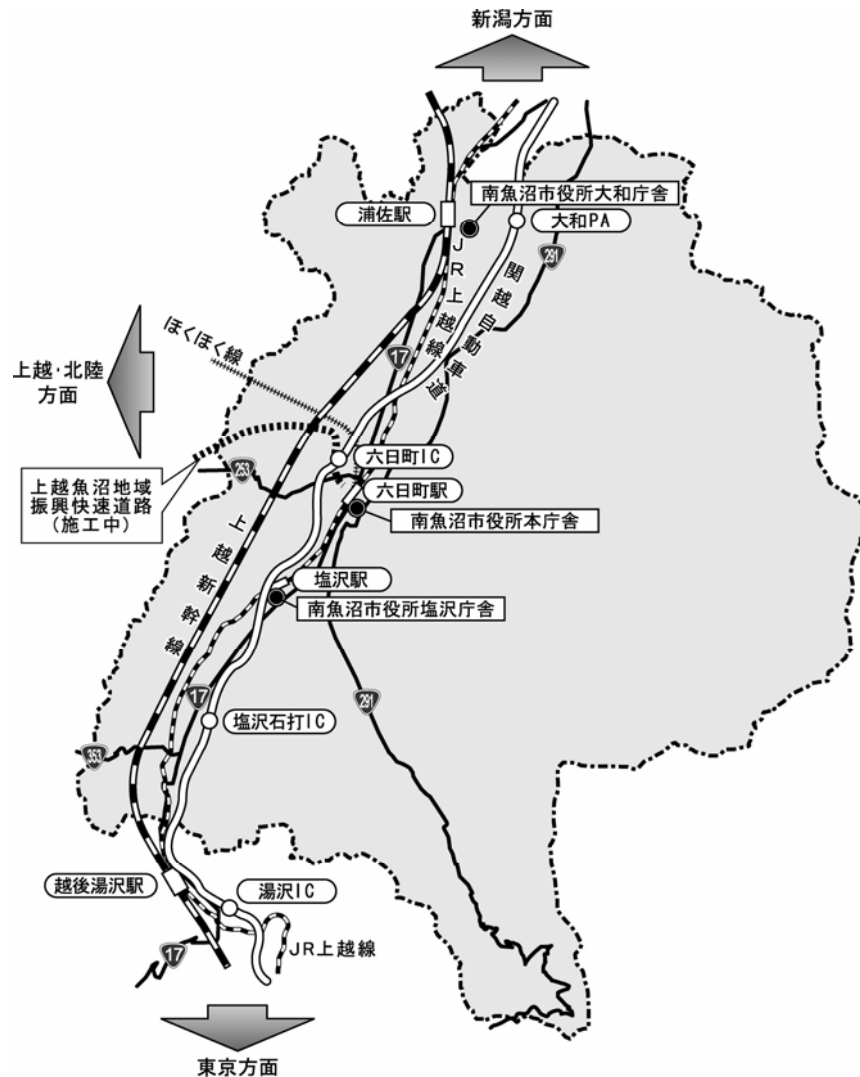 新潟方面
南魚沼市役所大和庁舎
浦佐駅
大和PA
JR上越線
関越自動車道
291
ほくほく線
17
上越・北陸
方面
六日町IC
253
六日町駅
上越魚沼地域
振興快速道路
(施工中)
南魚沼市役所本庁舎
上越新幹線
塩沢駅
南魚沼市役所塩沢庁舎
17
291
塩沢石打IC
353
越後湯沢駅
湯沢IC
JR上越線
17
東京方面